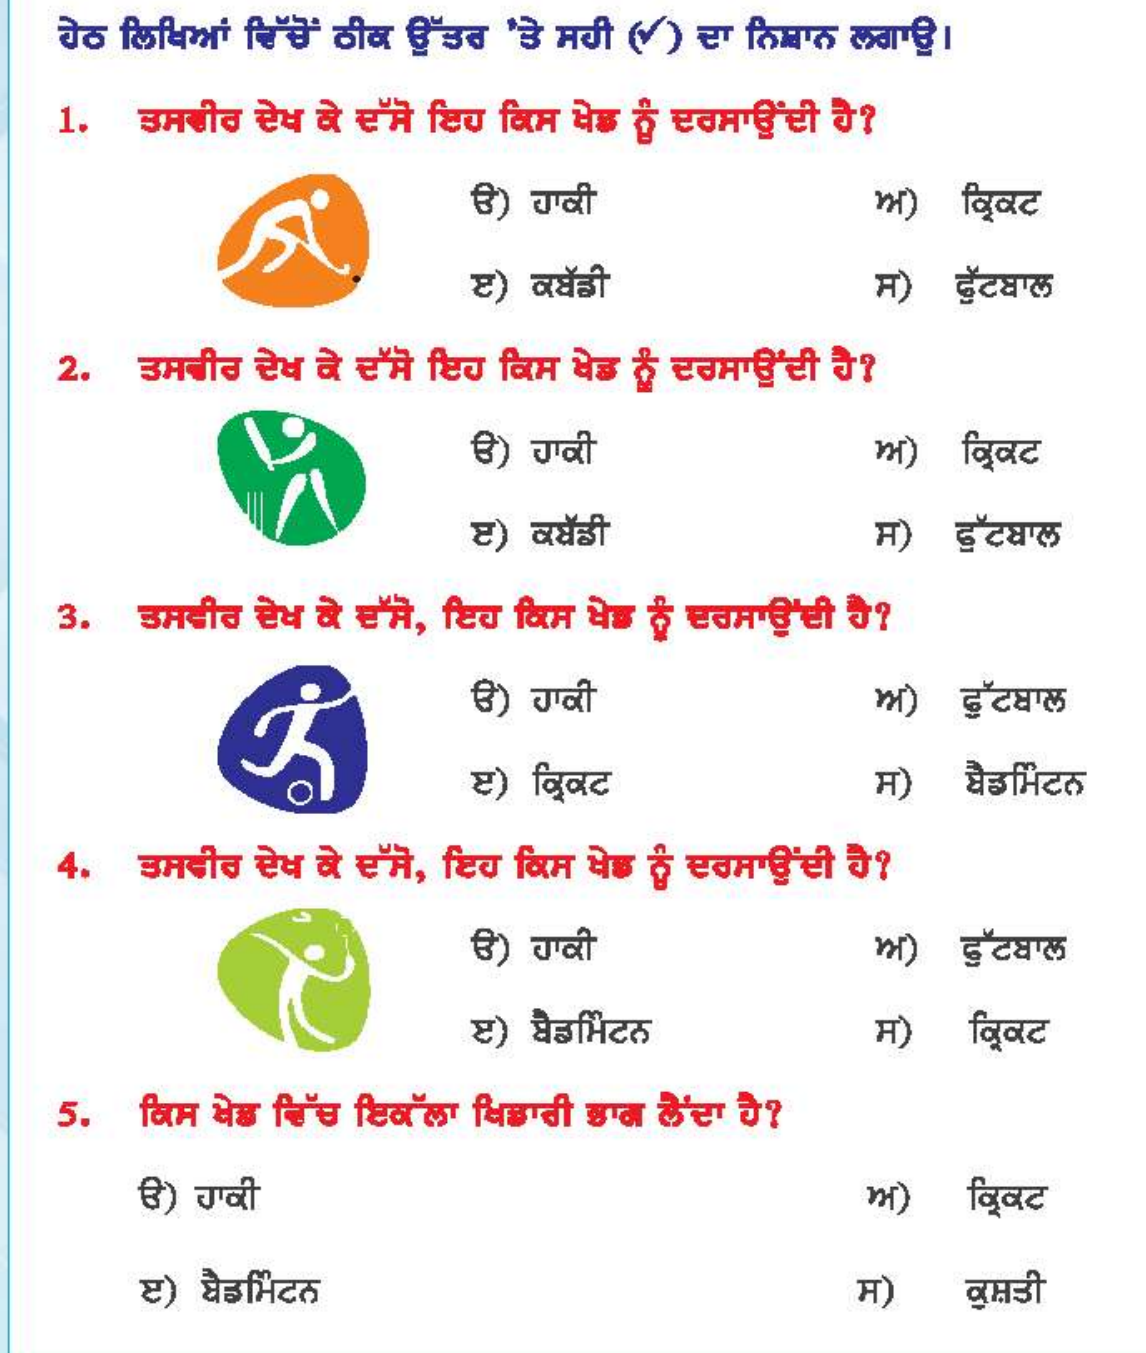 ਹੇਠ ਲਿਖਿਆਂ ਵਿੱਚੋਂ ਠੀਕ ਉੱਤਰ 'ਤੇ ਸਹੀ (✓) ਦਾ ਨਿਸ਼ਾਨ ਲਗਾਉ।
1. ਤਸਵੀਰ ਦੇਖ ਕੇ ਦੱਸੋ ਇਹ ਕਿਸ ਖੇਡ ਨੂੰ ਦਰਸਾਉਂਦੀ ਹੈ?
ੳ) ਹਾਕੀ ਅ) ਕ੍ਰਿਕਟ
ੲ) ਕਬੱਡੀ ਸ) ਫੁੱਟਬਾਲ
2. ਤਸਵੀਰ ਦੇਖ ਕੇ ਦੱਸੋ ਇਹ ਕਿਸ ਖੇਡ ਨੂੰ ਦਰਸਾਉਂਦੀ ਹੈ?
ੳ) ਹਾਕੀ ਅ) ਕ੍ਰਿਕਟ
ੲ) ਕਬੱਡੀ ਸ) ਫੁੱਟਬਾਲ
3. ਤਸਵੀਰ ਦੇਖ ਕੇ ਦੱਸੋ, ਇਹ ਕਿਸ ਖੇਡ ਨੂੰ ਦਰਸਾਉਂਦੀ ਹੈ?
ੳ) ਹਾਕੀ ਅ) ਫੁੱਟਬਾਲ
ੲ) ਕ੍ਰਿਕਟ ਸ) ਬੈਡਮਿੰਟਨ
4. ਤਸਵੀਰ ਦੇਖ ਕੇ ਦੱਸੋ, ਇਹ ਕਿਸ ਖੇਡ ਨੂੰ ਦਰਸਾਉਂਦੀ ਹੈ?
ੳ) ਹਾਕੀ ਅ) ਫੁੱਟਬਾਲ
ੲ) ਬੈਡਮਿੰਟਨ ਸ) ਕ੍ਰਿਕਟ
5. ਕਿਸ ਖੇਡ ਵਿੱਚ ਇਕੱਲਾ ਖਿਡਾਰੀ ਭਾਗ ਲੈਂਦਾ ਹੈ?
ੳ) ਹਾਕੀ ਅ) ਕ੍ਰਿਕਟ
ੲ) ਬੈਡਮਿੰਟਨ ਸ) ਕੁਸ਼ਤੀ